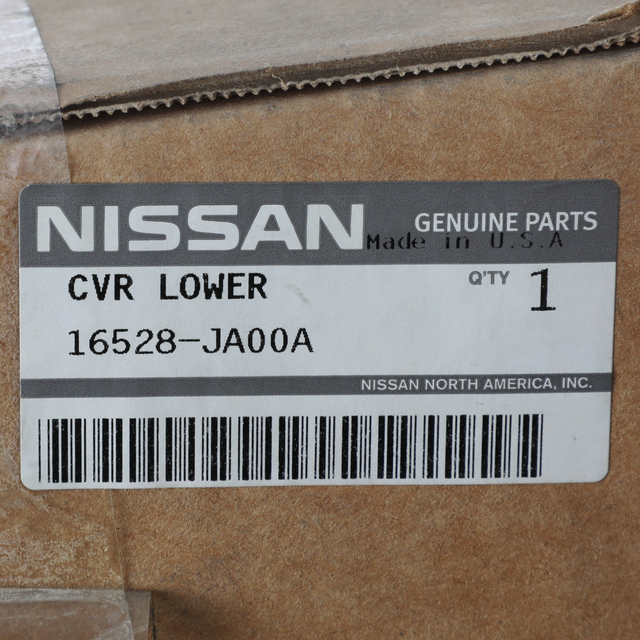 NISSAN GENUINE PARTS
Made in U.S.A
CVR LOWER Q'TY 1
16528-JA00A
NISSAN NORTH AMERICA, INC.